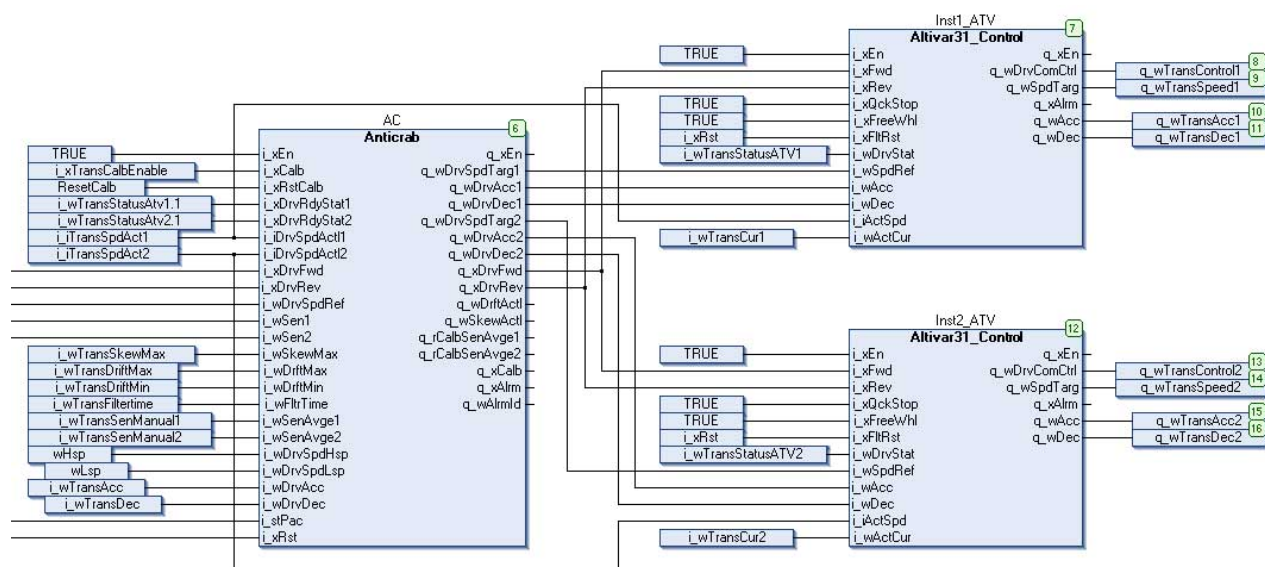 Inst1_ATV
7
Altivar31_Control
TRUE
i_xEn
q_xEn
8
i_xFwd
q_wDrvComCtrl
q_wTransControl1
9
i_xRev
q_wSpdTarg
q_wTransSpeed1
TRUE
i_xQckStop
q_xAlrm
10
TRUE
i_xFreeWhl
q_wAcc
q_wTransAcc1
11
i_xRst
i_xFltRst
q_wDec
q_wTransDec1
i_wTransStatusATV1
i_wDrvStat
i_wSpdRef
i_wAcc
i_wDec
i_iActSpd
i_wTransCur1
i_wActCur
AC
6
Anticrab
TRUE
i_xEn
q_xEn
i_xTransCalbEnable
i_xCalb
q_wDrvSpdTarg1
ResetCalb
i_xRstCalb
q_wDrvAcc1
i_wTransStatusAtv1.1
i_xDrvRdyStat1
q_wDrvDec1
i_wTransStatusAtv2.1
i_xDrvRdyStat2
q_wDrvSpdTarg2
i_iTransSpdAct1
i_iDrvSpdActl1
q_wDrvAcc2
i_iTransSpdAct2
i_iDrvSpdActl2
q_wDrvDec2
i_xDrvFwd
q_xDrvFwd
i_xDrvRev
q_xDrvRev
i_wDrvSpdRef
q_wDrftActl
i_wSen1
q_wSkewActl
i_wSen2
q_rCalbSenAvge1
i_wTransSkewMax
i_wSkewMax
q_rCalbSenAvge2
i_wTransDriftMax
i_wDrftMax
q_xCalb
i_wTransDriftMin
i_wDrftMin
q_xAlrm
i_wTransFiltertime
i_wFltrTime
q_wAlrmId
i_wTransSenManual1
i_wSenAvge1
i_wTransSenManual2
i_wSenAvge2
wHsp
i_wDrvSpdHsp
wLsp
i_wDrvSpdLsp
i_wTransAcc
i_wDrvAcc
i_wTransDec
i_wDrvDec
i_stPac
i_xRst
Inst2_ATV
12
Altivar31_Control
TRUE
i_xEn
q_xEn
13
i_xFwd
q_wDrvComCtrl
q_wTransControl2
14
i_xRev
q_wSpdTarg
q_wTransSpeed2
TRUE
i_xQckStop
q_xAlrm
15
TRUE
i_xFreeWhl
q_wAcc
q_wTransAcc2
16
i_xRst
i_xFltRst
q_wDec
q_wTransDec2
i_wTransStatusATV2
i_wDrvStat
i_wSpdRef
i_wAcc
i_wDec
i_iActSpd
i_wTransCur2
i_wActCur